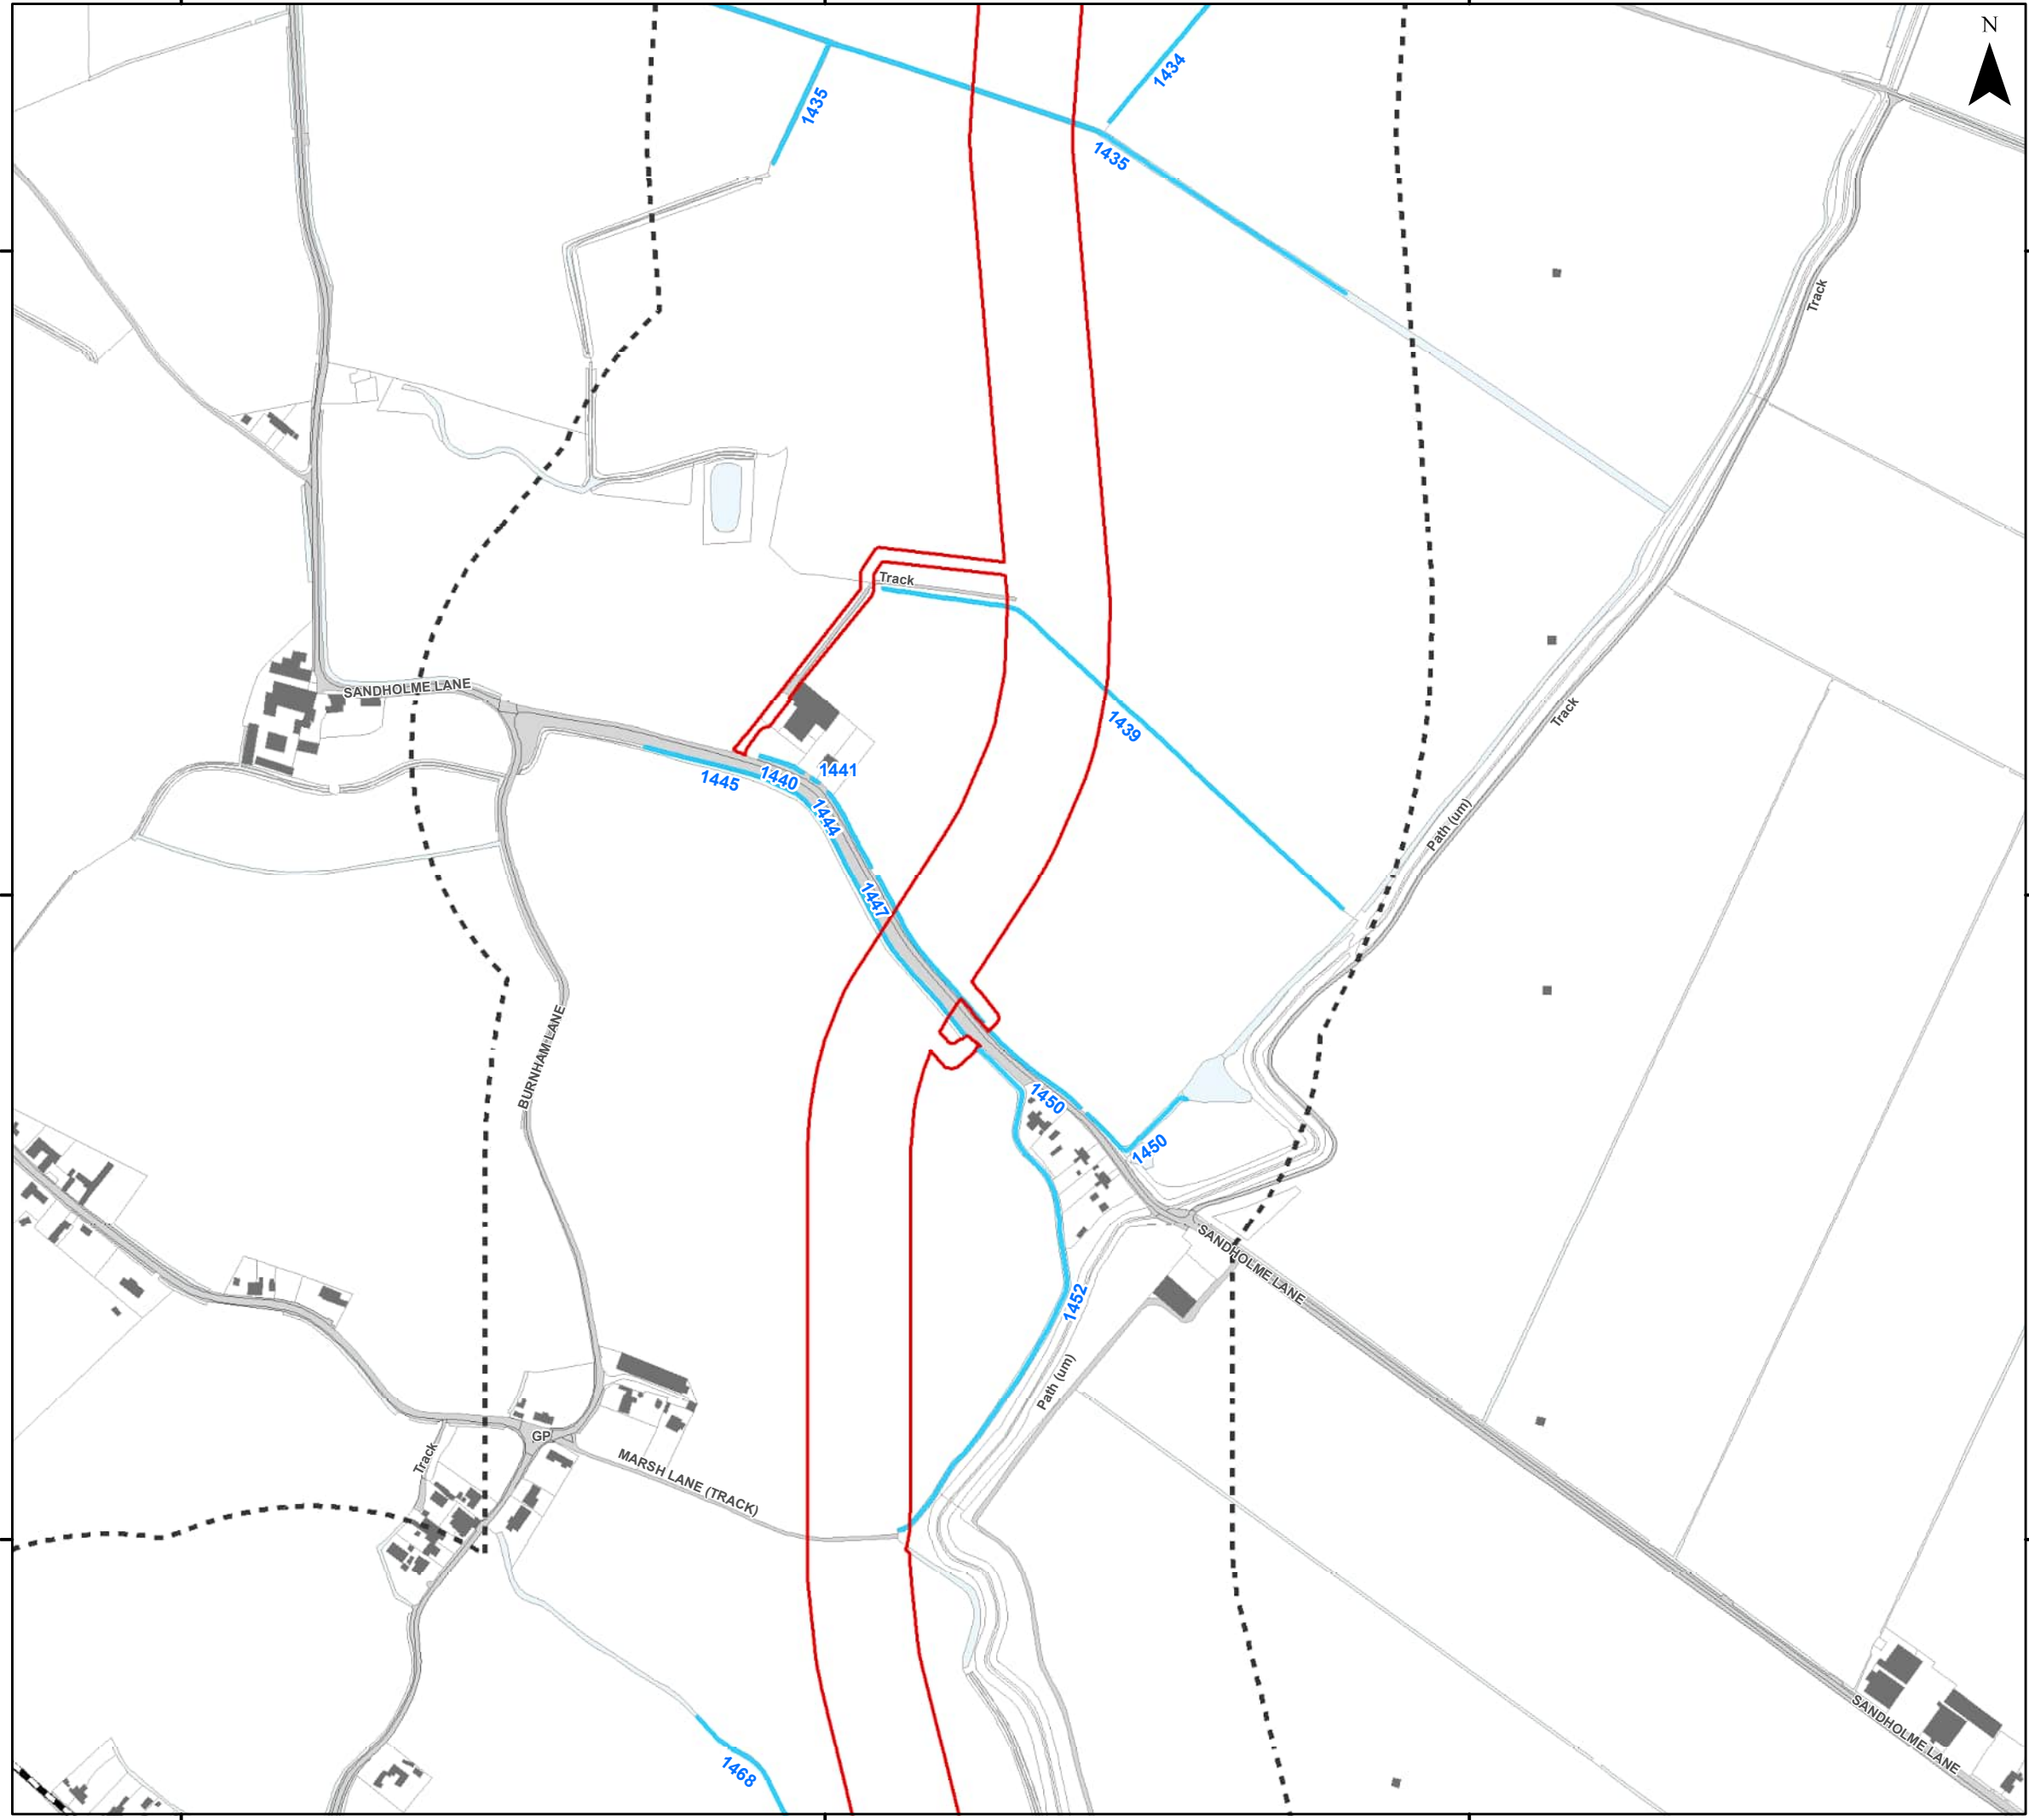 N
1434
1435
1435
Track
Track
SANDHOLME LANE
Track
1439
1445
1440
1441
1444
Path (um)
1447
BURNHAM LANE
1450
1450
SANDHOLME LANE
1452
Path (um)
GP
Track
MARSH LANE (TRACK)
SANDHOLME LANE
1468